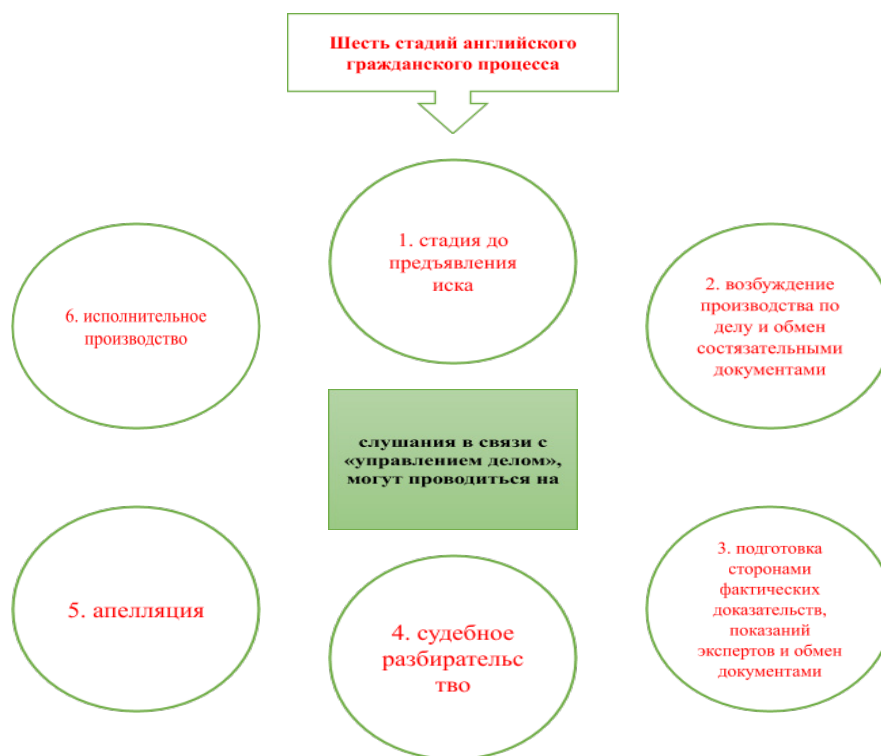 Шесть стадий английского
гражданского процесса
1. стадия до
предъявления
иска
2. возбуждение
производства по
делу и обмен
состязательными
документами
3. подготовка
сторонами
фактических
доказательств,
показаний
экспертов и обмен
документами
4. судебное
разбирательс
тво
5. апелляция
6. исполнительное
производство
слушания в связи с
«управлением делом»,
могут проводиться на